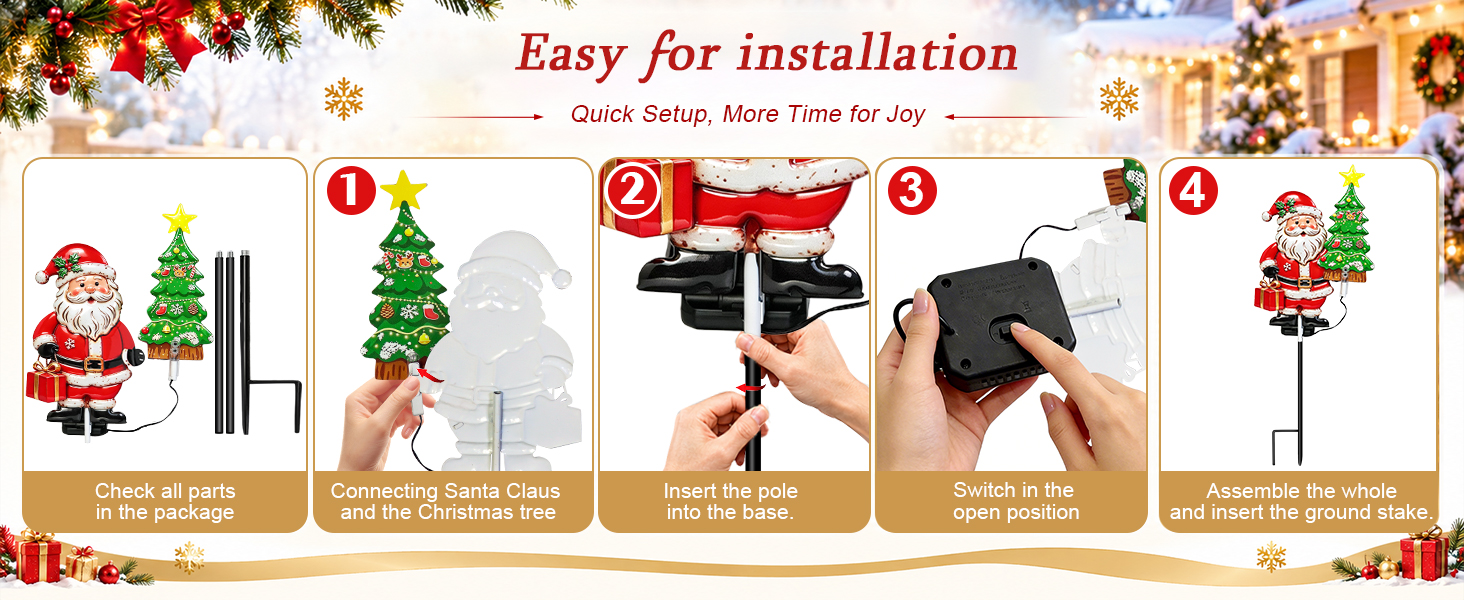 Easy for installation
Quick Setup, More Time for Joy
Check all parts
in the package
1
Connecting Santa Claus
and the Christmas tree
2
Insert the pole
into the base.
3
Switch in the
open position
4
Assemble the whole
and insert the ground stake.